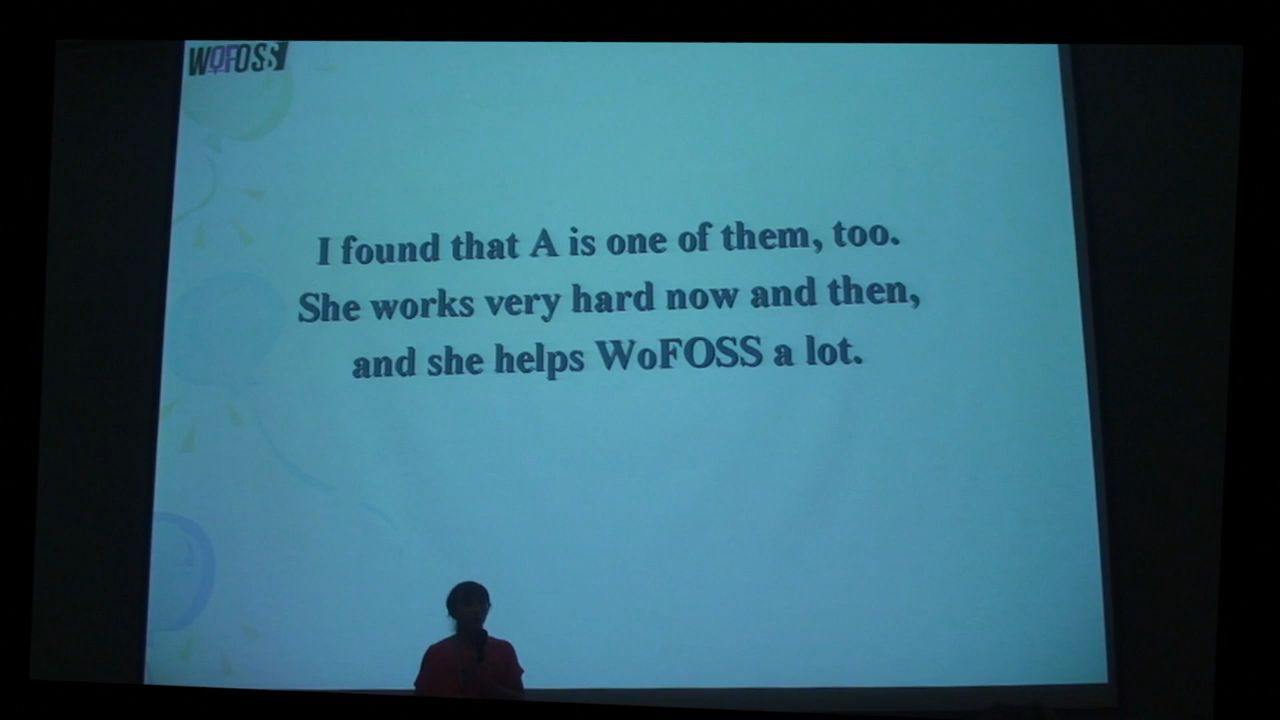 WOFOSS
I found that A is one of them, too.
She works very hard now and then,
and she helps WoFOSS a lot.